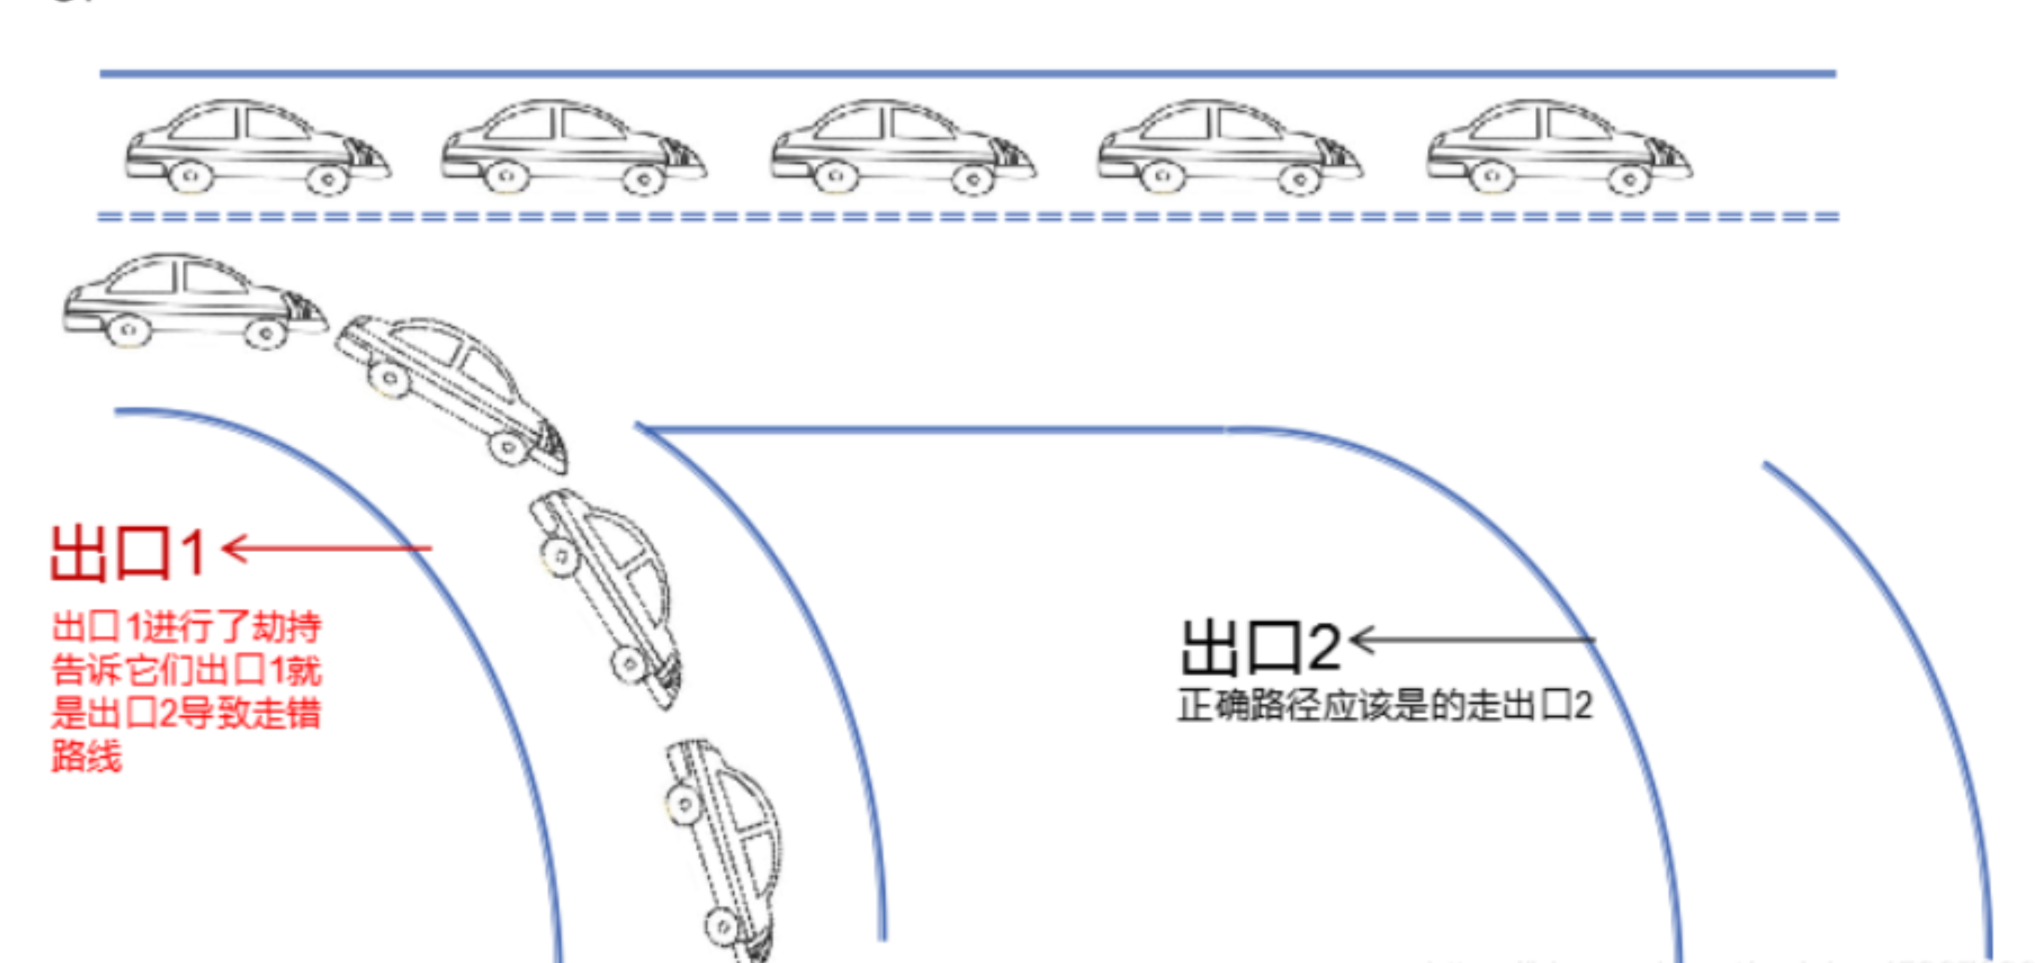 出口1
出口1进行了劫持
告诉它们出口1就
是出口2导致走错
路线
出口2
正确路径应该是的走出口2